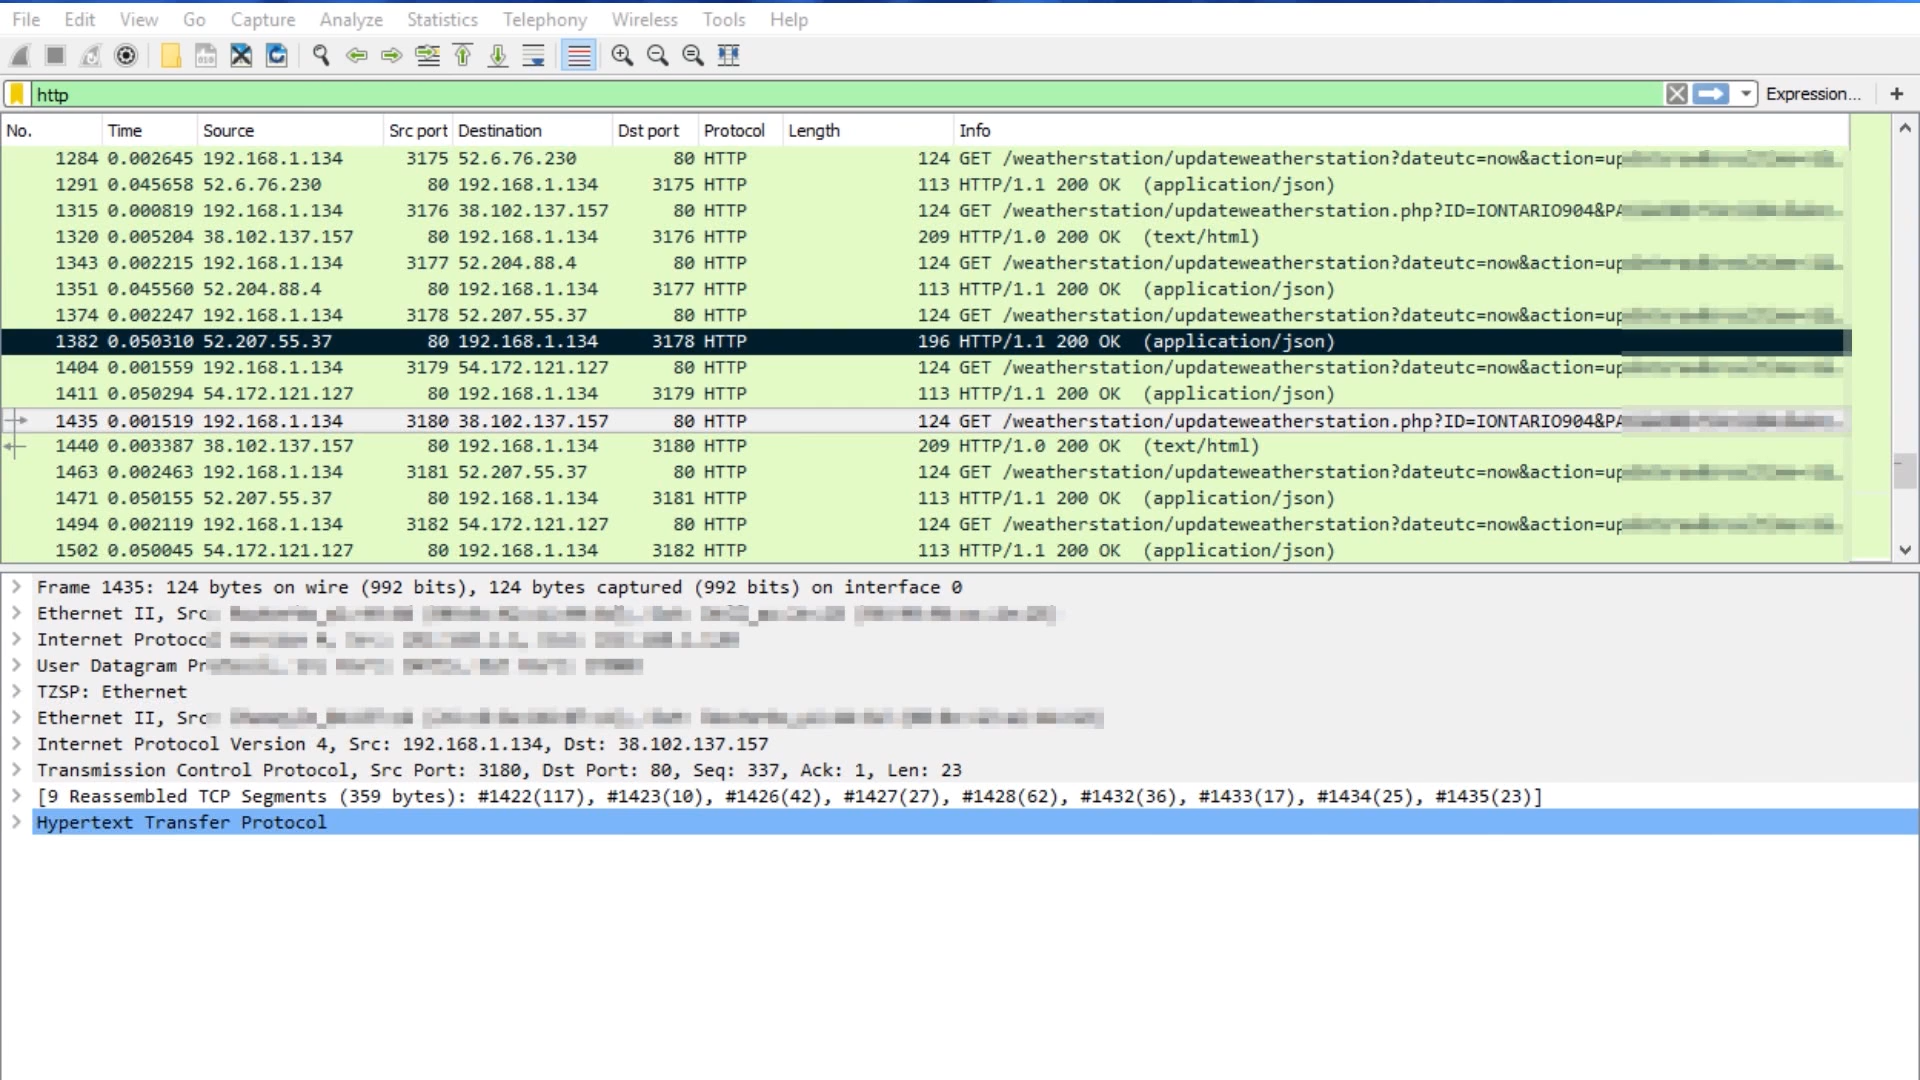 File Edit View Go Capture Analyze Statistics Telephony Wireless Tools Help
http Expression... +
No. Time Source Src port Destination Dst port Protocol Length Info
1284 0.002645 192.168.1.134 3175 52.6.76.230 80 HTTP 124 GET /weatherstation/updateweatherstation?dateutc=now&action=up
1291 0.045658 52.6.76.230 80 192.168.1.134 3175 HTTP 113 HTTP/1.1 200 OK (application/json)
1315 0.000819 192.168.1.134 3176 38.102.137.157 80 HTTP 124 GET /weatherstation/updateweatherstation.php?ID=IONTARIO904&PA
1320 0.005204 38.102.137.157 80 192.168.1.134 3176 HTTP 209 HTTP/1.0 200 OK (text/html)
1343 0.002215 192.168.1.134 3177 52.204.88.4 80 HTTP 124 GET /weatherstation/updateweatherstation?dateutc=now&action=up
1351 0.045560 52.204.88.4 80 192.168.1.134 3177 HTTP 113 HTTP/1.1 200 OK (application/json)
1374 0.002247 192.168.1.134 3178 52.207.55.37 80 HTTP 124 GET /weatherstation/updateweatherstation?dateutc=now&action=up
1382 0.050310 52.207.55.37 80 192.168.1.134 3178 HTTP 196 HTTP/1.1 200 OK (application/json)
1404 0.001559 192.168.1.134 3179 54.172.121.127 80 HTTP 124 GET /weatherstation/updateweatherstation?dateutc=now&action=up
1411 0.050294 54.172.121.127 80 192.168.1.134 3179 HTTP 113 HTTP/1.1 200 OK (application/json)
1435 0.001519 192.168.1.134 3180 38.102.137.157 80 HTTP 124 GET /weatherstation/updateweatherstation.php?ID=IONTARIO904&PA
1440 0.003387 38.102.137.157 80 192.168.1.134 3180 HTTP 209 HTTP/1.0 200 OK (text/html)
1463 0.002463 192.168.1.134 3181 52.207.55.37 80 HTTP 124 GET /weatherstation/updateweatherstation?dateutc=now&action=up
1471 0.050155 52.207.55.37 80 192.168.1.134 3181 HTTP 113 HTTP/1.1 200 OK (application/json)
1494 0.002119 192.168.1.134 3182 54.172.121.127 80 HTTP 124 GET /weatherstation/updateweatherstation?dateutc=now&action=up
1502 0.050045 54.172.121.127 80 192.168.1.134 3182 HTTP 113 HTTP/1.1 200 OK (application/json)
Frame 1435: 124 bytes on wire (992 bits), 124 bytes captured (992 bits) on interface 0
Ethernet II, Src
Internet Protoco
User Datagram Pr
TZSP: Ethernet
Ethernet II, Src
Internet Protocol Version 4, Src: 192.168.1.134, Dst: 38.102.137.157
Transmission Control Protocol, Src Port: 3180, Dst Port: 80, Seq: 337, Ack: 1, Len: 23
[9 Reassembled TCP Segments (359 bytes): #1422(117), #1423(10), #1426(42), #1427(27), #1428(62), #1432(36), #1433(17), #1434(25), #1435(23)]
Hypertext Transfer Protocol